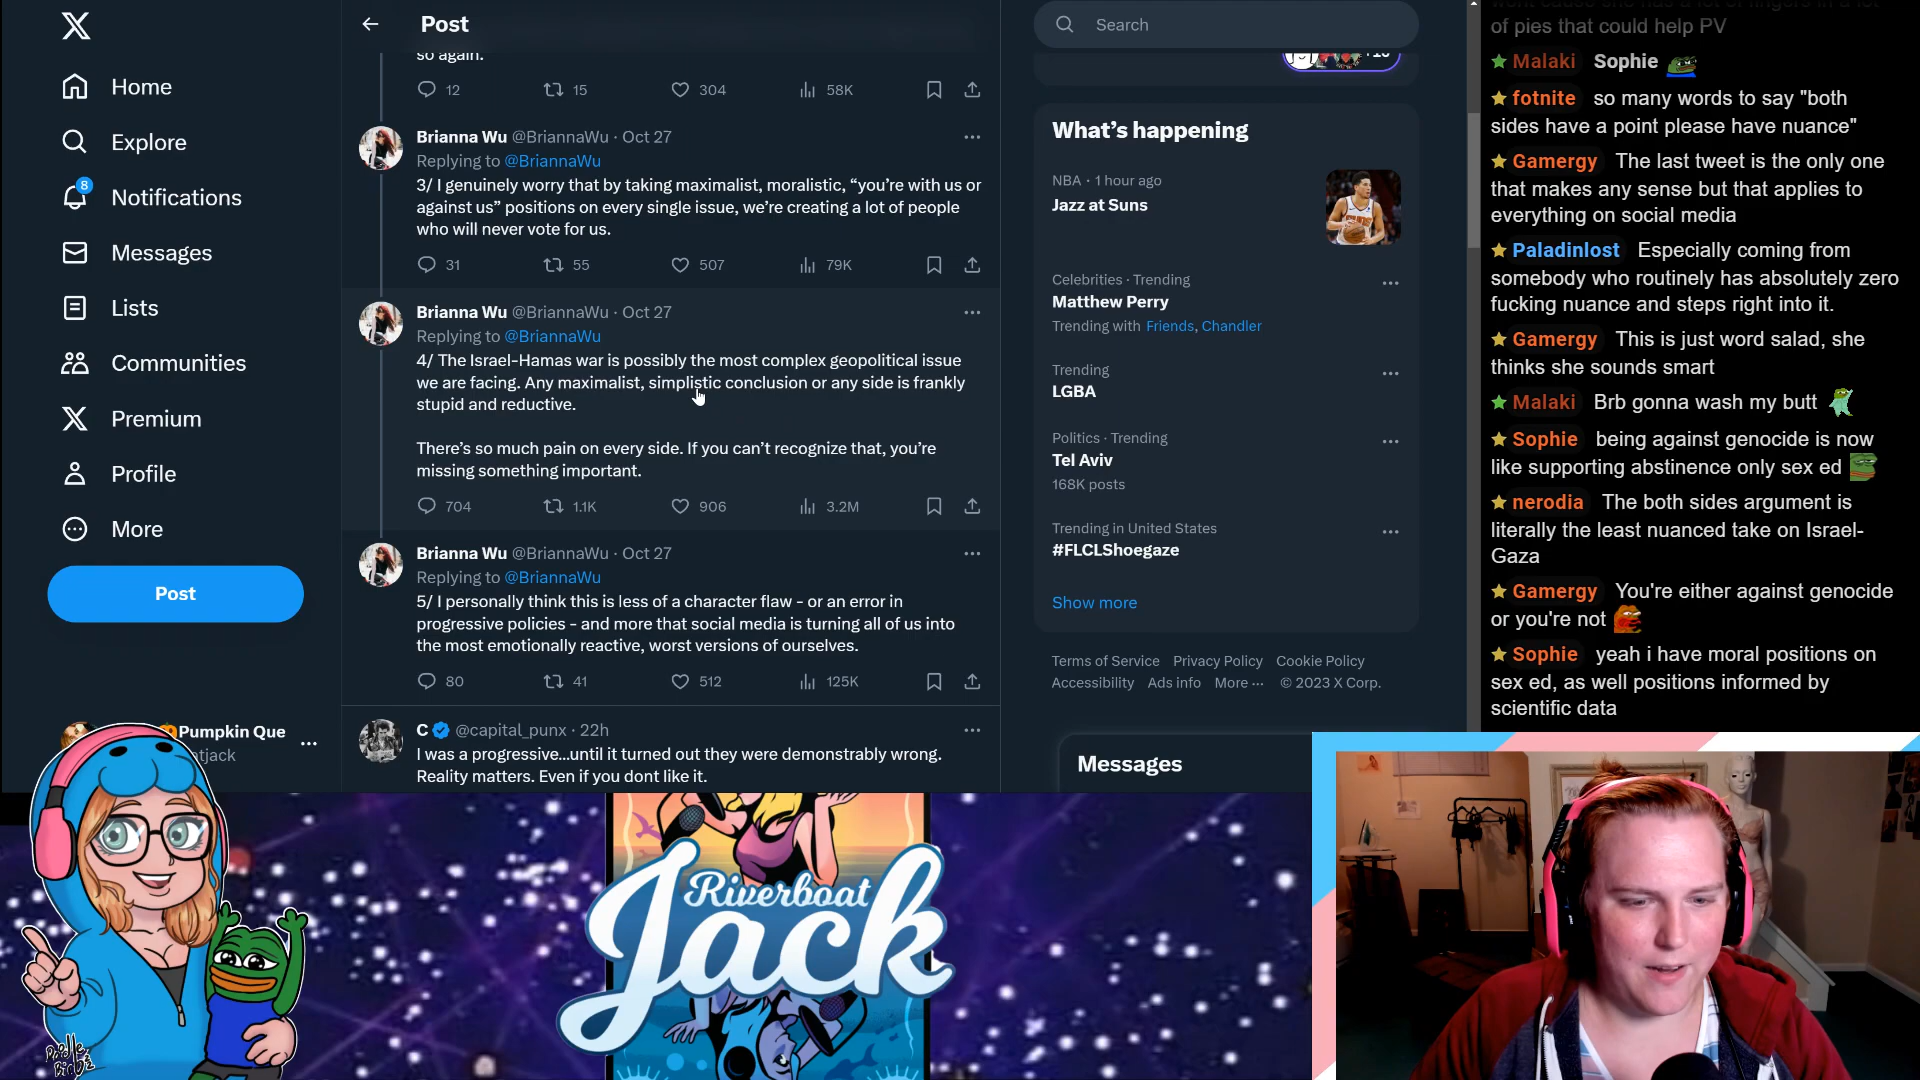 Home
Explore
8
Notifications
Messages
Lists
Communities
Premium
Profile
More
Post
Pumpkin Que
tjack
Post
so again.
12 15 304 58K
Brianna Wu @BriannaWu · Oct 27
Replying to @BriannaWu
3/ I genuinely worry that by taking maximalist, moralistic, “you’re with us or
against us” positions on every single issue, we’re creating a lot of people
who will never vote for us.
31 55 507 79K
Brianna Wu @BriannaWu · Oct 27
Replying to @BriannaWu
4/ The Israel-Hamas war is possibly the most complex geopolitical issue
we are facing. Any maximalist, simplistic conclusion or any side is frankly
stupid and reductive.
There’s so much pain on every side. If you can’t recognize that, you’re
missing something important.
704 1.1K 906 3.2M
Brianna Wu @BriannaWu · Oct 27
Replying to @BriannaWu
5/ I personally think this is less of a character flaw - or an error in
progressive policies - and more that social media is turning all of us into
the most emotionally reactive, worst versions of ourselves.
80 41 512 125K
C @capital_punx · 22h
I was a progressive...until it turned out they were demonstrably wrong.
Reality matters. Even if you dont like it.
Search
What’s happening
NBA · 1 hour ago
Jazz at Suns
Celebrities · Trending
Matthew Perry
Trending with Friends, Chandler
Trending
LGBA
Politics · Trending
Tel Aviv
168K posts
Trending in United States
#FLCLShoegaze
Show more
Terms of Service Privacy Policy Cookie Policy
Accessibility Ads info More ··· © 2023 X Corp.
Messages
of pies that could help PV
Malaki Sophie
fotnite so many words to say "both
sides have a point please have nuance"
Gamergy The last tweet is the only one
that makes any sense but that applies to
everything on social media
Paladinlost Especially coming from
somebody who routinely has absolutely zero
fucking nuance and steps right into it.
Gamergy This is just word salad, she
thinks she sounds smart
Malaki Brb gonna wash my butt
Sophie being against genocide is now
like supporting abstinence only sex ed
nerodia The both sides argument is
literally the least nuanced take on Israel-
Gaza
Gamergy You're either against genocide
or you're not
Sophie yeah i have moral positions on
sex ed, as well positions informed by
scientific data
Riverboat
Jack